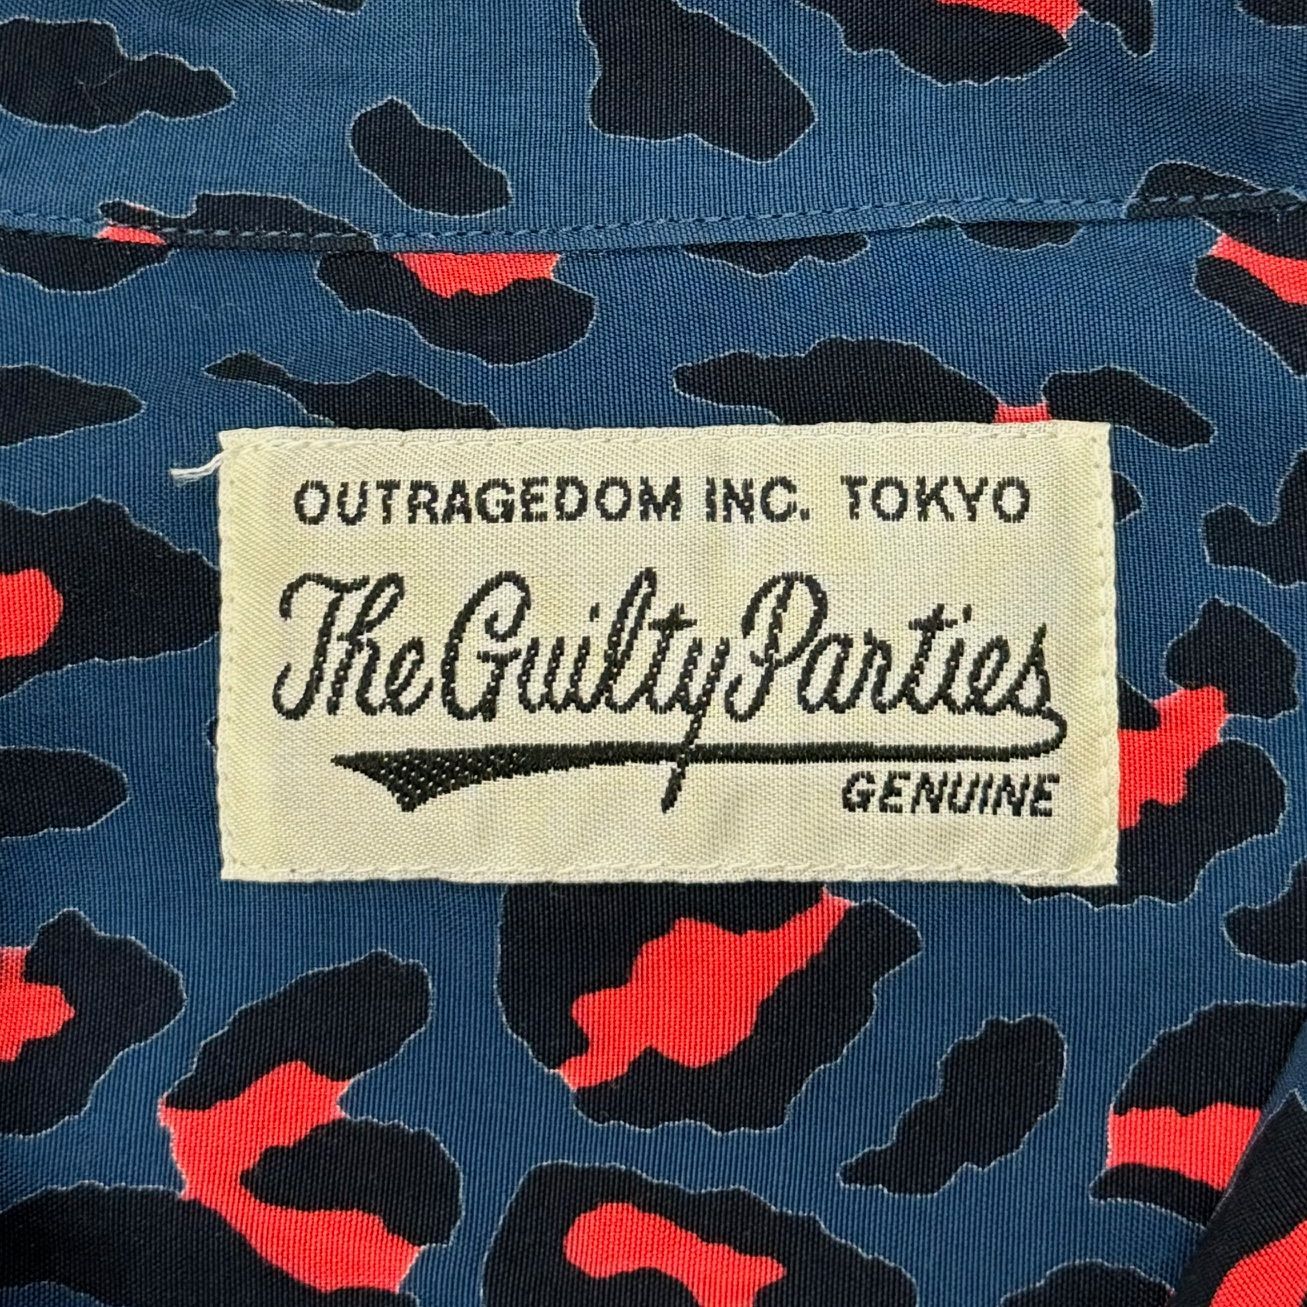 OUTRAGEDOM INC. TOKYO
The Guilty Parties
GENUINE